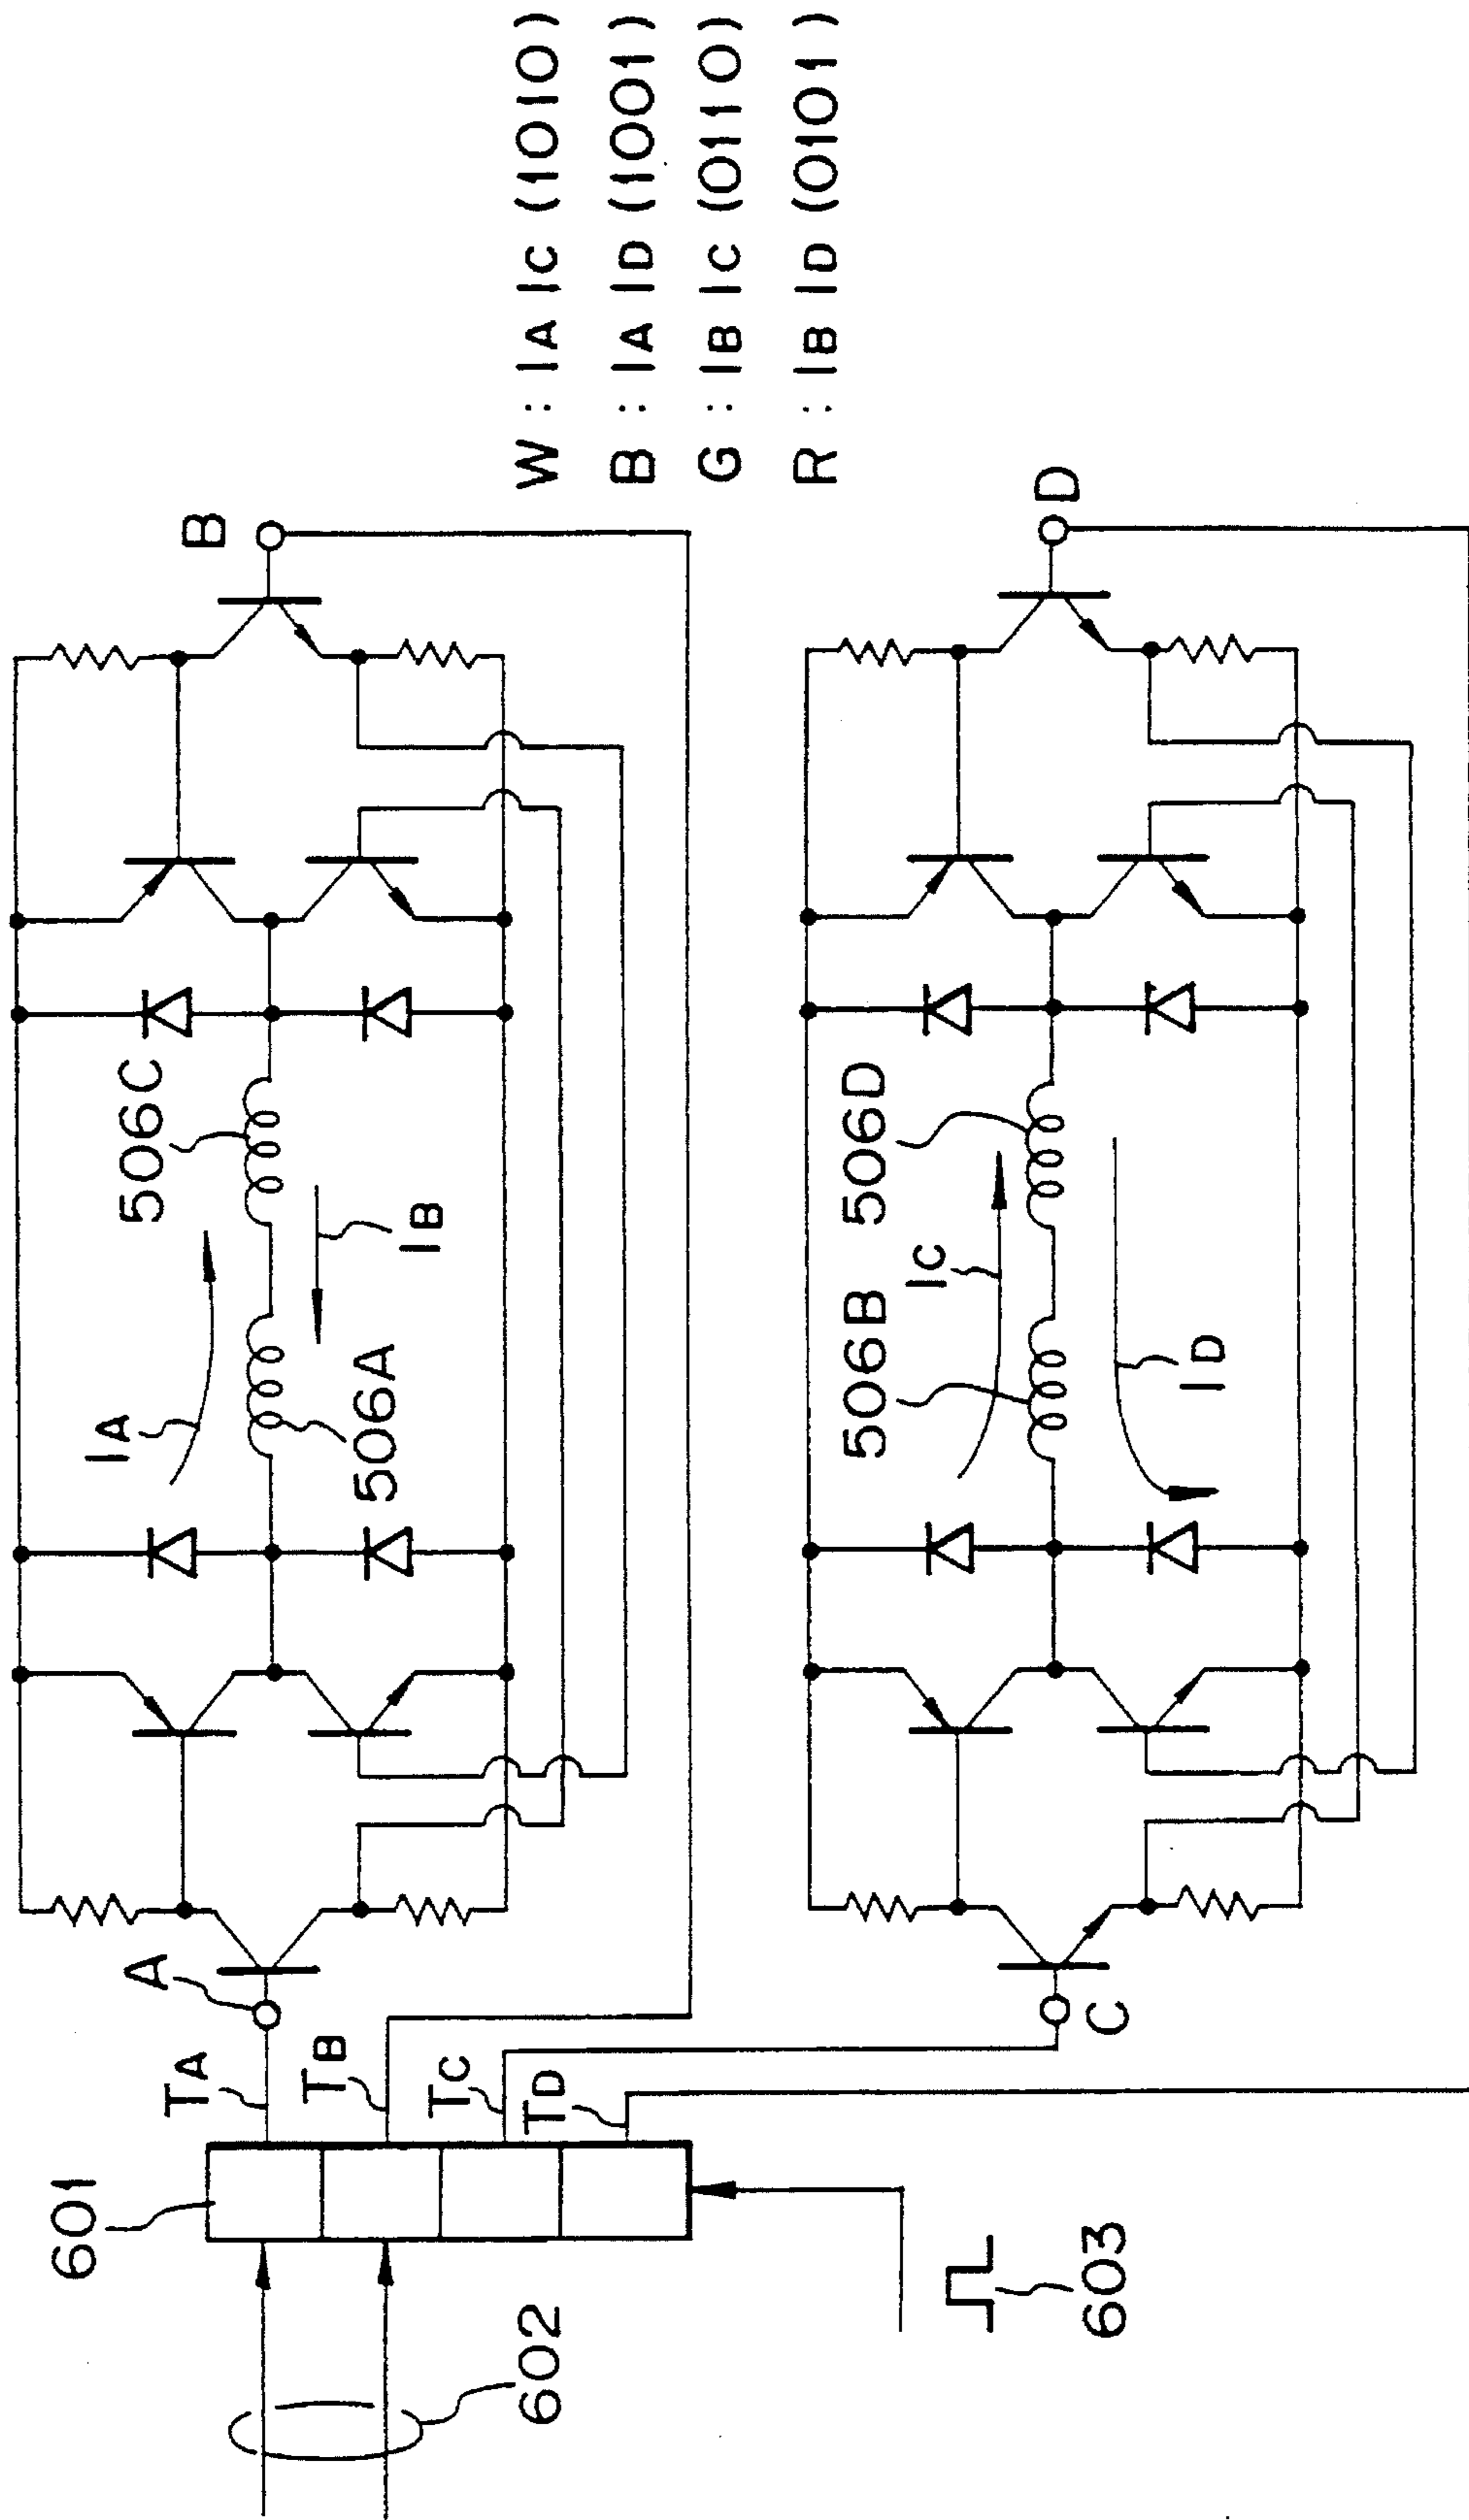 601
602
603
TA
TB
TC
TD
A
B
C
D
IA
506A
506C
IB
506B
IC
506D
ID
W : IA IC (1010)
B : IA ID (1001)
G : IB IC (0110)
R : IB ID (0101)